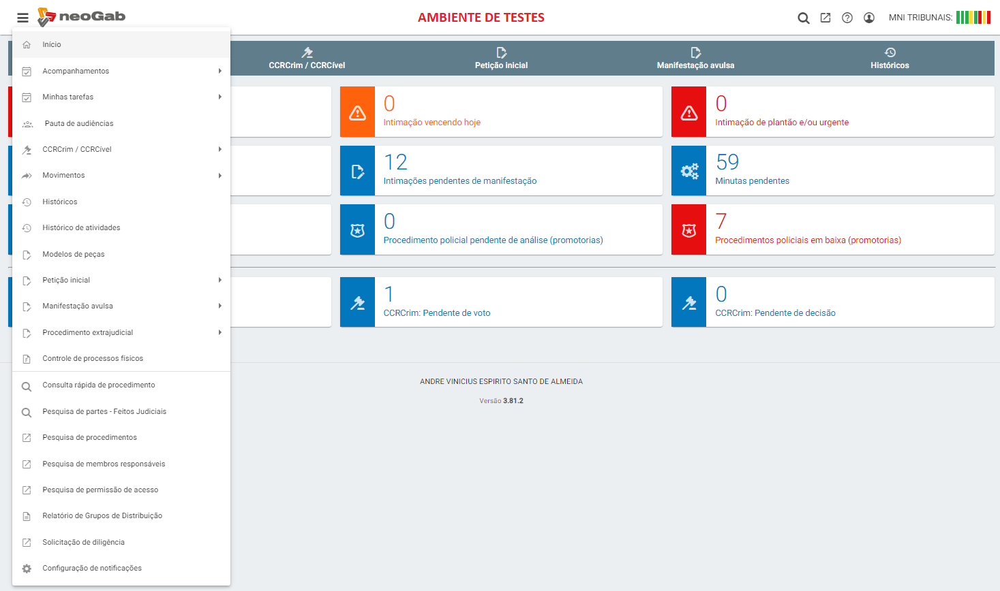 neoGab
AMBIENTE DE TESTES
MNI TRIBUNAIS:
Início
Acompanhamentos
Minhas tarefas
Pauta de audiências
CCRCrim / CCRCível
Movimentos
Históricos
Histórico de atividades
Modelos de peças
Petição inicial
Manifestação avulsa
Procedimento extrajudicial
Controle de processos físicos
Consulta rápida de procedimento
Pesquisa de partes - Feitos Judiciais
Pesquisa de procedimentos
Pesquisa de membros responsáveis
Pesquisa de permissão de acesso
Relatório de Grupos de Distribuição
Solicitação de diligência
Configuração de notificações
CCRCrim / CCRCível
Petição inicial
Manifestação avulsa
Históricos
0
Intimação vencendo hoje
0
Intimação de plantão e/ou urgente
12
Intimações pendentes de manifestação
59
Minutas pendentes
0
Procedimento policial pendente de análise (promotorias)
7
Procedimentos policiais em baixa (promotorias)
1
CCRCrim: Pendente de voto
0
CCRCrim: Pendente de decisão
ANDRE VINICIUS ESPIRITO SANTO DE ALMEIDA
Versão 3.81.2